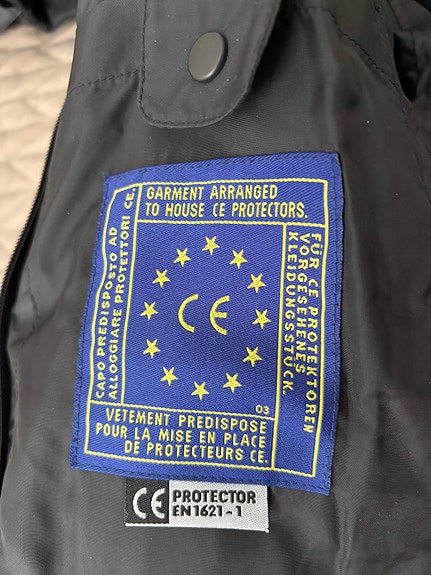 GARMENT ARRANGED
TO HOUSE CE PROTECTORS.
CAPO PREDISPOSTO AD
ALLOGGIARE PROTETTORI CE.
FÜR CE PROTEKTOREN
VORGESEHENES
KLEIDUNGSSTÜCK.
CE
03
VETEMENT PREDISPOSE
POUR LA MISE EN PLACE
DE PROTECTEURS CE.
CE PROTECTOR
EN1621-1